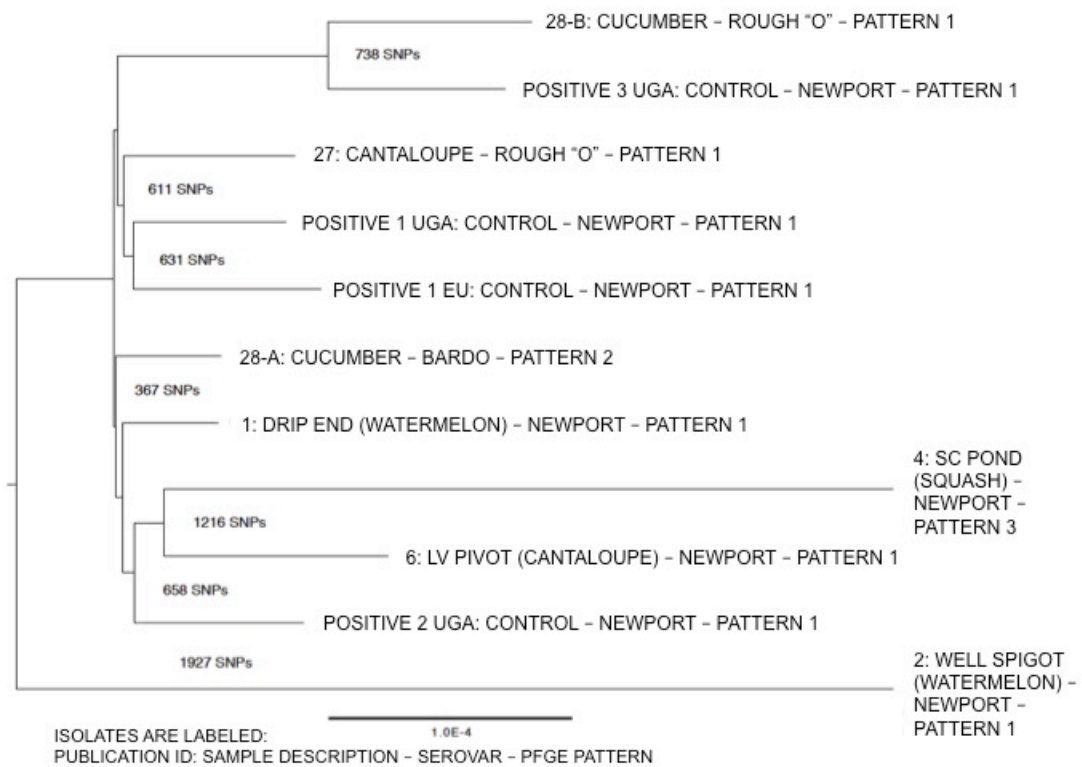 28-B: CUCUMBER – ROUGH “O” – PATTERN 1
738 SNPs
POSITIVE 3 UGA: CONTROL – NEWPORT – PATTERN 1
27: CANTALOUPE – ROUGH “O” – PATTERN 1
611 SNPs
POSITIVE 1 UGA: CONTROL – NEWPORT – PATTERN 1
631 SNPs
POSITIVE 1 EU: CONTROL – NEWPORT – PATTERN 1
28-A: CUCUMBER – BARDO – PATTERN 2
367 SNPs
1: DRIP END (WATERMELON) – NEWPORT – PATTERN 1
4: SC POND
(SQUASH) –
NEWPORT –
PATTERN 3
1216 SNPs
6: LV PIVOT (CANTALOUPE) – NEWPORT – PATTERN 1
658 SNPs
POSITIVE 2 UGA: CONTROL – NEWPORT – PATTERN 1
1927 SNPs
2: WELL SPIGOT
(WATERMELON) –
NEWPORT –
PATTERN 1
1.0E-4
ISOLATES ARE LABELED:
PUBLICATION ID: SAMPLE DESCRIPTION – SEROVAR – PFGE PATTERN